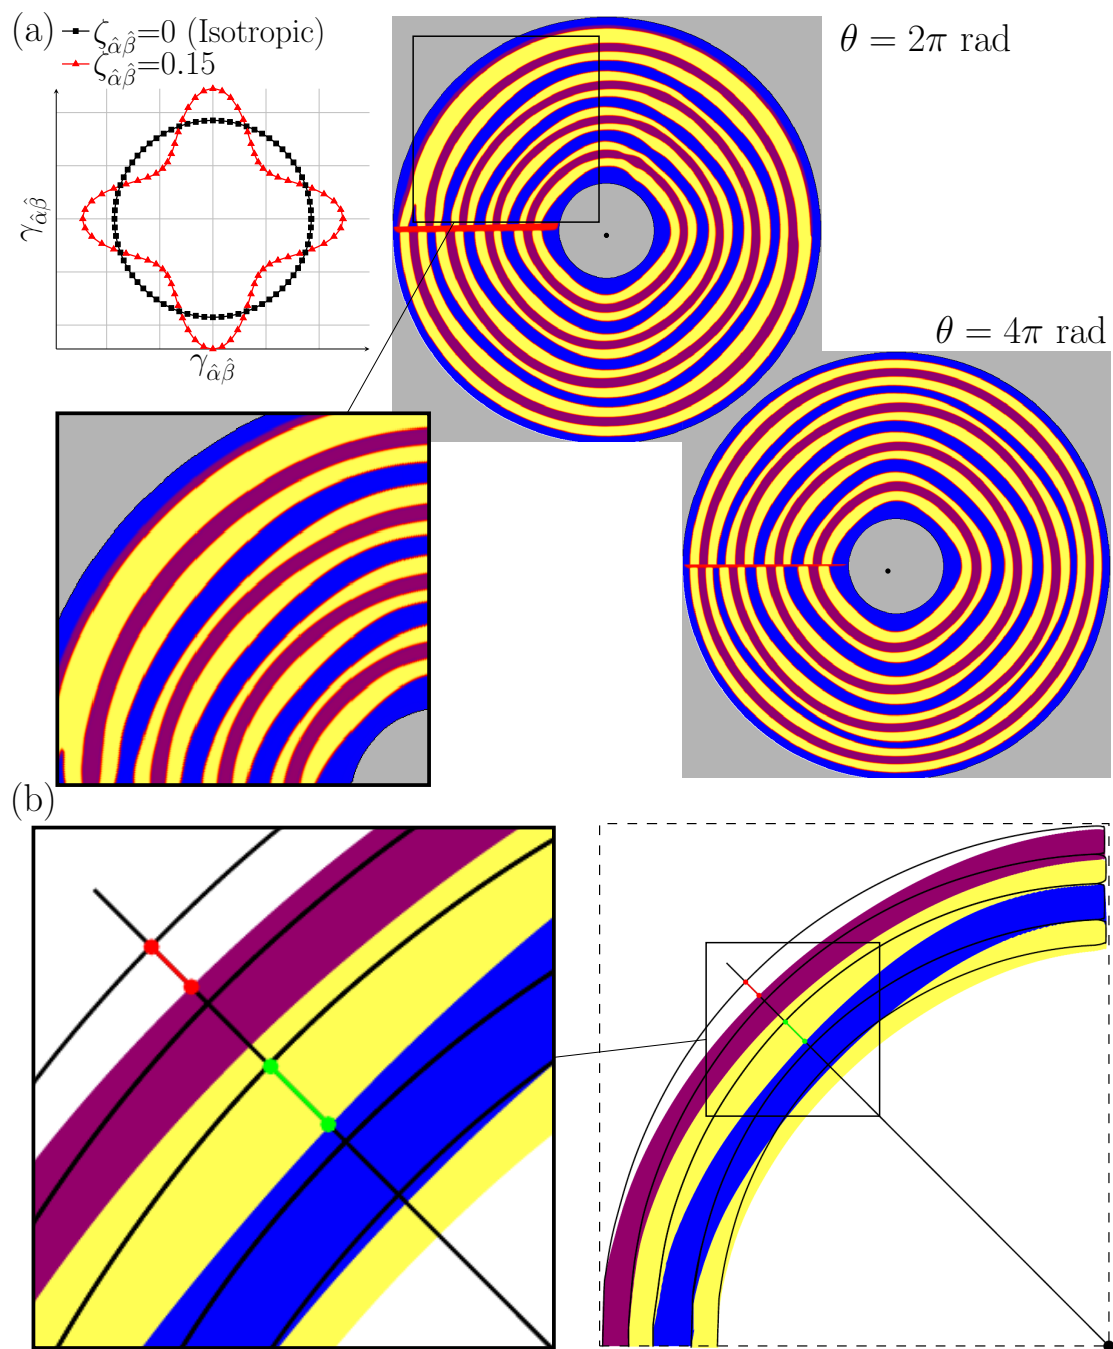 (a)
ζ_{α̂β̂}=0 (Isotropic)
ζ_{α̂β̂}=0.15
θ = 2π rad
γ_{α̂β̂}
γ_{α̂β̂}
θ = 4π rad
(b)